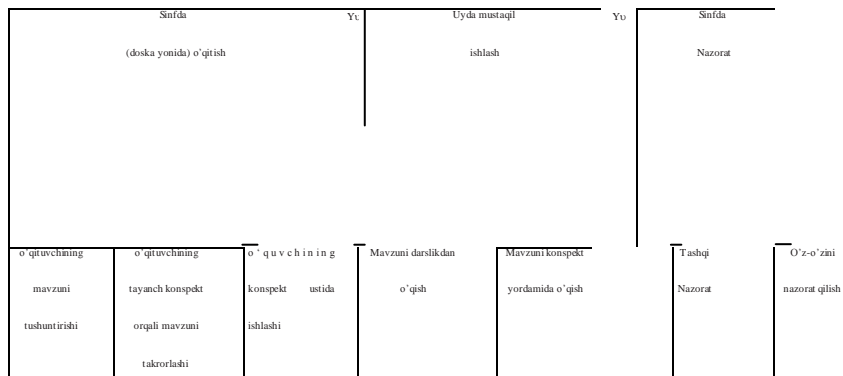 Sinfda
(doska yonida) o’qitish
Yu
Uyda mustaqil
ishlash
Yu
Sinfda
Nazorat
o’qituvchining
mavzuni
tushuntirishi
o’qituvchining
tayanch konspekt
orqali mavzuni
takrorlashi
o ‘ q u v c h i n i n g
konspekt ustida
ishlashi
Mavzuni darslikdan
o’qish
Mavzuni konspekt
yordamida o’qish
Tashqi
Nazorat
O’z-o’zini
nazorat qilish